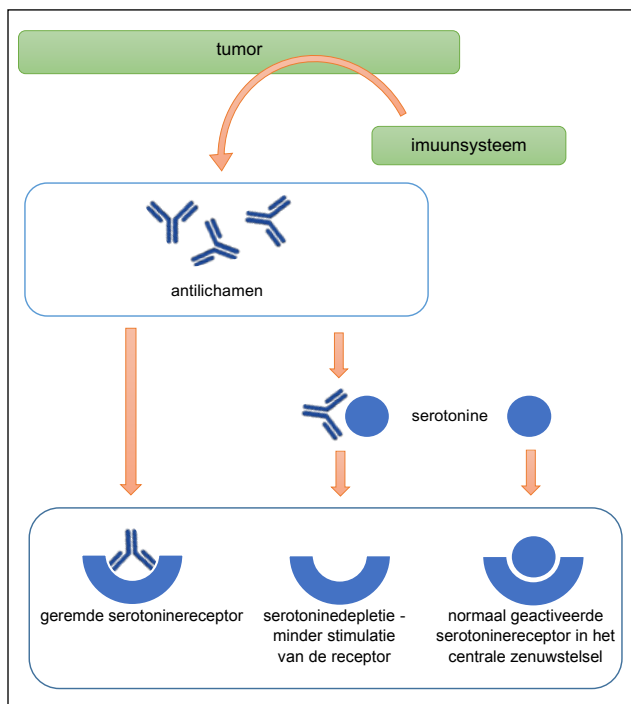 tumor
imuunsysteem
antilichamen
serotonine
geremde serotoninereceptor
serotoninedepletie -
minder stimulatie
van de receptor
normaal geactiveerde
serotoninereceptor in het
centrale zenuwstelsel